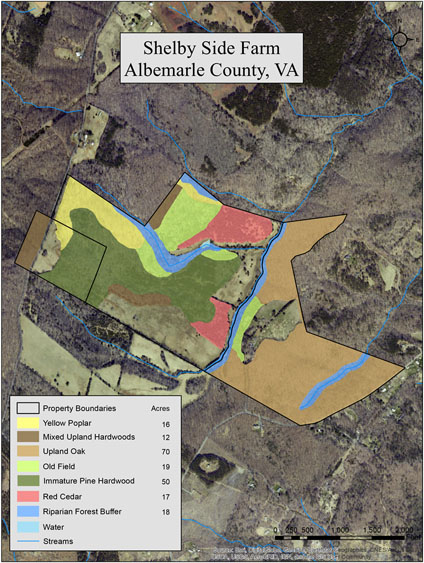 Shelby Side Farm
Albemarle County, VA
Property Boundaries Acres
Yellow Poplar 16
Mixed Upland Hardwoods 12
Upland Oak 70
Old Field 19
Immature Pine Hardwood 50
Red Cedar 17
Riparian Forest Buffer 18
Water
Streams
0 250 500 1,000 1,500 2,000